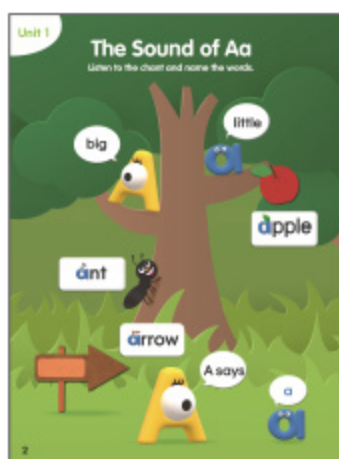 Unit 1
The Sound of Aa
Listen to the chant and name the words.
big
little
A
a
apple
ant
arrow
A says
a
A
a
2